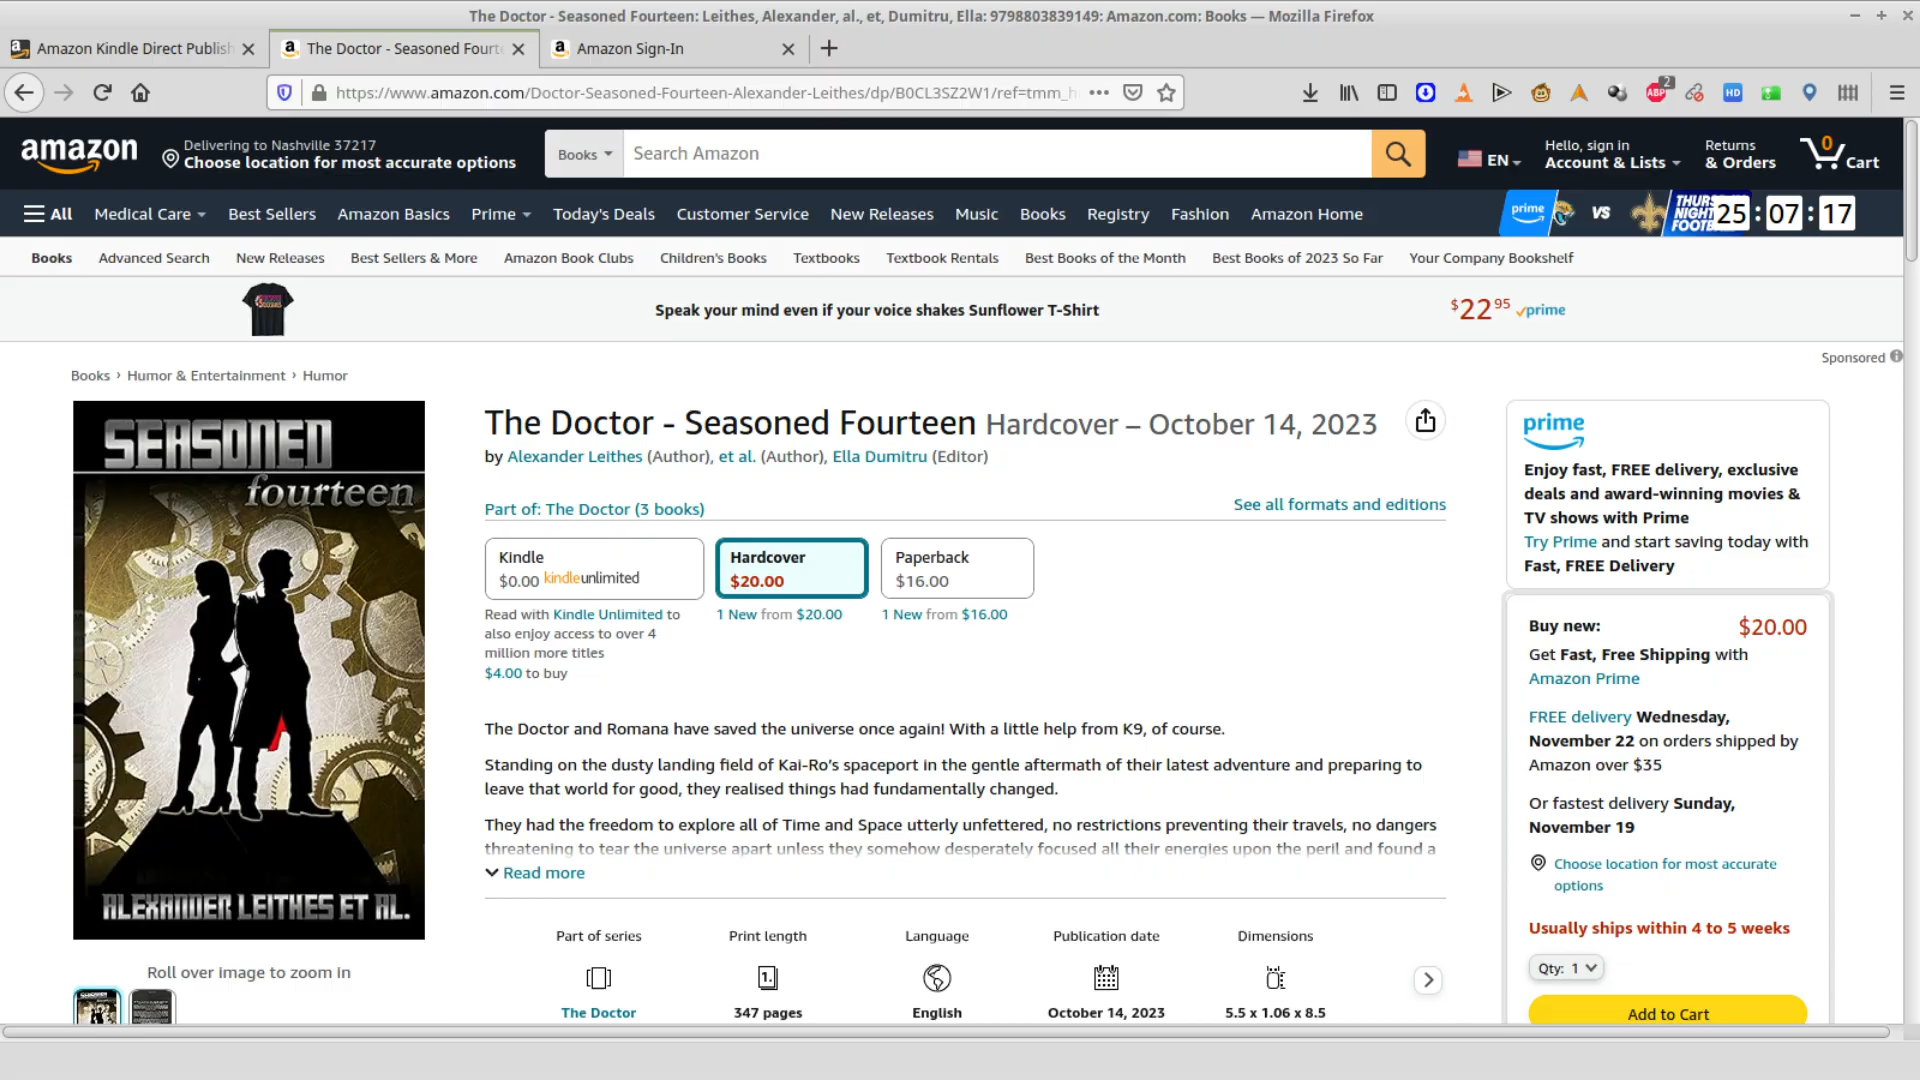 The Doctor - Seasoned Fourteen: Leithes, Alexander, al., et, Dumitru, Ella: 9798803839149: Amazon.com: Books — Mozilla Firefox
Amazon Kindle Direct Publish
The Doctor - Seasoned Fourte
Amazon Sign-In
https://www.amazon.com/Doctor-Seasoned-Fourteen-Alexander-Leithes/dp/B0CL3SZ2W1/ref=tmm_h
ABP 2
HD
amazon
Delivering to Nashville 37217
Choose location for most accurate options
Books
Search Amazon
EN
Hello, sign in
Account & Lists
Returns
& Orders
0
Cart
All
Medical Care
Best Sellers
Amazon Basics
Prime
Today's Deals
Customer Service
New Releases
Music
Books
Registry
Fashion
Amazon Home
prime
VS
25 : 07 : 17
Books
Advanced Search
New Releases
Best Sellers & More
Amazon Book Clubs
Children's Books
Textbooks
Textbook Rentals
Best Books of the Month
Best Books of 2023 So Far
Your Company Bookshelf
Speak your mind even if your voice shakes Sunflower T-Shirt
$22 95 prime
Sponsored
Books › Humor & Entertainment › Humor
SEASONED
fourteen
ALEXANDER LEITHES ET AL.
Roll over image to zoom in
The Doctor - Seasoned Fourteen Hardcover – October 14, 2023
by Alexander Leithes (Author), et al. (Author), Ella Dumitru (Editor)
Part of: The Doctor (3 books)
See all formats and editions
Kindle
$0.00 kindleunlimited
Read with Kindle Unlimited to
also enjoy access to over 4
million more titles
$4.00 to buy
Hardcover
$20.00
1 New from $20.00
Paperback
$16.00
1 New from $16.00
The Doctor and Romana have saved the universe once again! With a little help from K9, of course.
Standing on the dusty landing field of Kai-Ro’s spaceport in the gentle aftermath of their latest adventure and preparing to
leave that world for good, they realised things had fundamentally changed.
They had the freedom to explore all of Time and Space utterly unfettered, no restrictions preventing their travels, no dangers
threatening to tear the universe apart unless they somehow desperately focused all their energies upon the peril and found a
Read more
Part of series
The Doctor
Print length
1.
347 pages
Language
English
Publication date
October 14, 2023
Dimensions
5.5 x 1.06 x 8.5
prime
Enjoy fast, FREE delivery, exclusive
deals and award-winning movies &
TV shows with Prime
Try Prime and start saving today with
Fast, FREE Delivery
Buy new:
$20.00
Get Fast, Free Shipping with
Amazon Prime
FREE delivery Wednesday,
November 22 on orders shipped by
Amazon over $35
Or fastest delivery Sunday,
November 19
Choose location for most accurate
options
Usually ships within 4 to 5 weeks
Qty: 1
Add to Cart